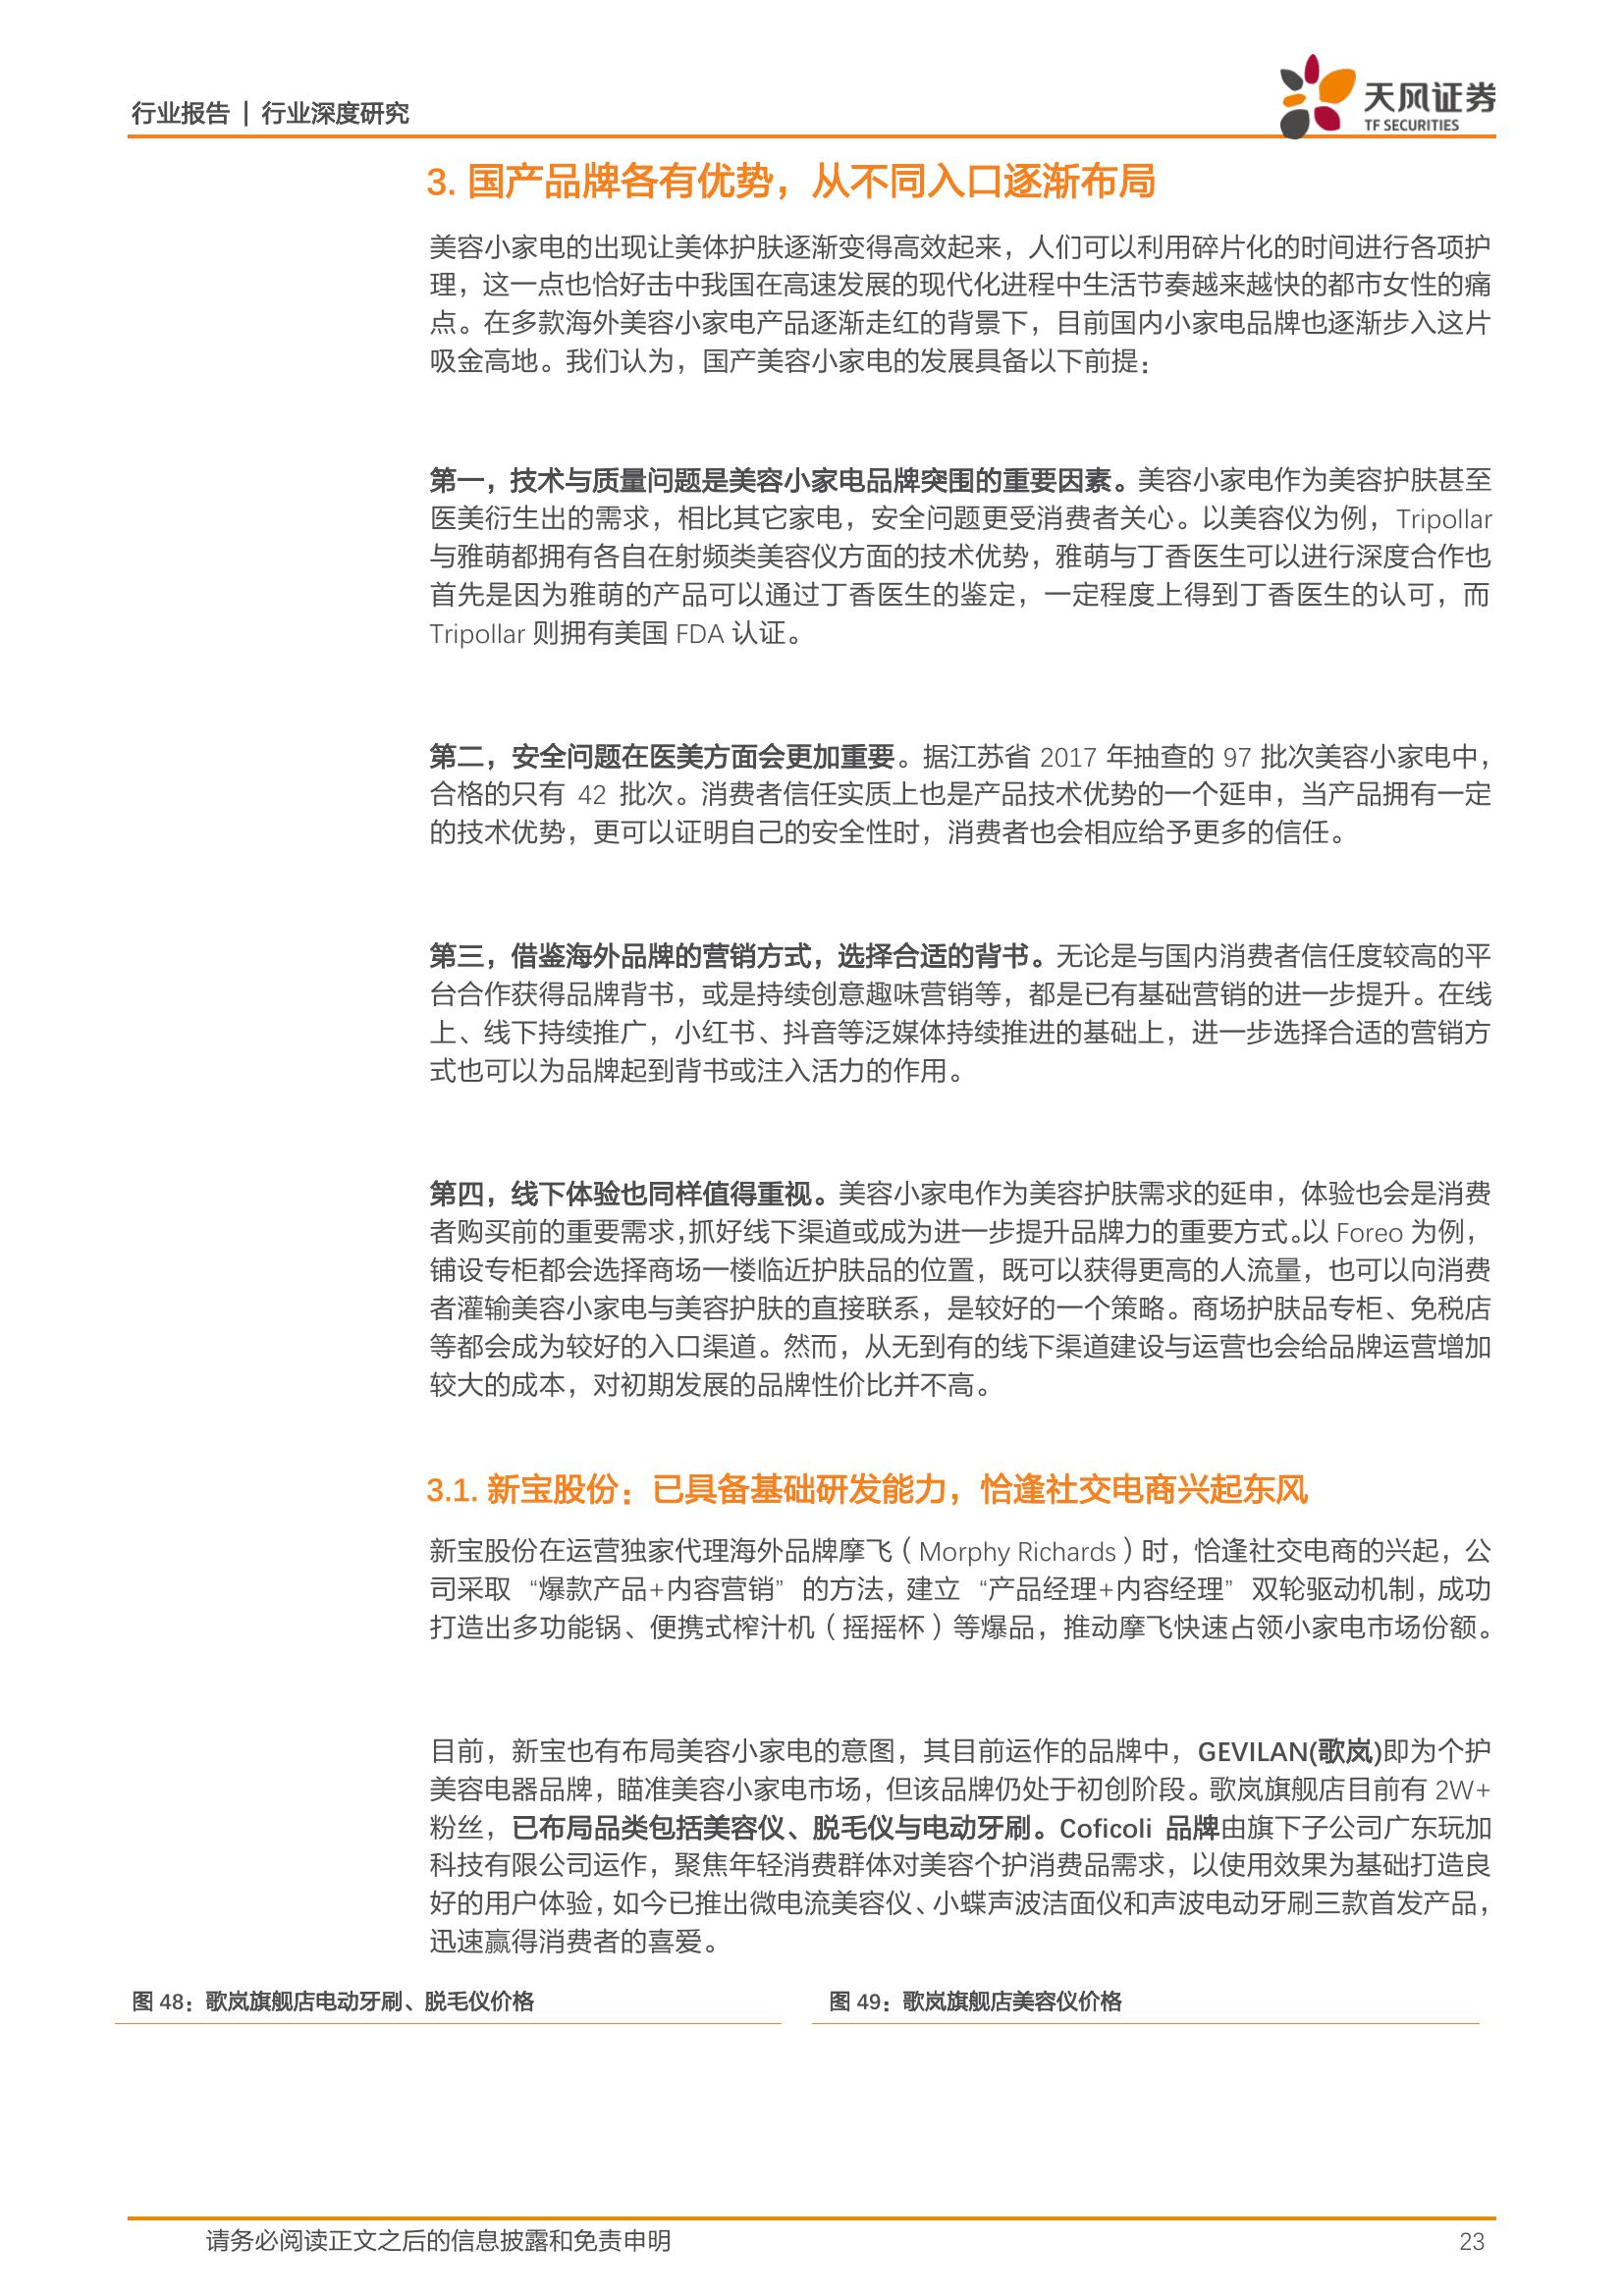 行业报告 | 行业深度研究
天风证券
TF SECURITIES
3. 国产品牌各有优势，从不同入口逐渐布局
美容小家电的出现让美体护肤逐渐变得高效起来，人们可以利用碎片化的时间进行各项护
理，这一点也恰好击中我国在高速发展的现代化进程中生活节奏越来越快的都市女性的痛
点。在多款海外美容小家电产品逐渐走红的背景下，目前国内小家电品牌也逐渐步入这片
吸金高地。我们认为，国产美容小家电的发展具备以下前提：
第一，技术与质量问题是美容小家电品牌突围的重要因素。美容小家电作为美容护肤甚至
医美衍生出的需求，相比其它家电，安全问题更受消费者关心。以美容仪为例，Tripollar
与雅萌都拥有各自在射频类美容仪方面的技术优势，雅萌与丁香医生可以进行深度合作也
首先是因为雅萌的产品可以通过丁香医生的鉴定，一定程度上得到丁香医生的认可，而
Tripollar 则拥有美国 FDA 认证。
第二，安全问题在医美方面会更加重要。据江苏省 2017 年抽查的 97 批次美容小家电中，
合格的只有 42 批次。消费者信任实质上也是产品技术优势的一个延申，当产品拥有一定
的技术优势，更可以证明自己的安全性时，消费者也会相应给予更多的信任。
第三，借鉴海外品牌的营销方式，选择合适的背书。无论是与国内消费者信任度较高的平
台合作获得品牌背书，或是持续创意趣味营销等，都是已有基础营销的进一步提升。在线
上、线下持续推广，小红书、抖音等泛媒体持续推进的基础上，进一步选择合适的营销方
式也可以为品牌起到背书或注入活力的作用。
第四，线下体验也同样值得重视。美容小家电作为美容护肤需求的延申，体验也会是消费
者购买前的重要需求，抓好线下渠道或成为进一步提升品牌力的重要方式。以 Foreo 为例，
铺设专柜都会选择商场一楼临近护肤品的位置，既可以获得更高的人流量，也可以向消费
者灌输美容小家电与美容护肤的直接联系，是较好的一个策略。商场护肤品专柜、免税店
等都会成为较好的入口渠道。然而，从无到有的线下渠道建设与运营也会给品牌运营增加
较大的成本，对初期发展的品牌性价比并不高。
3.1. 新宝股份：已具备基础研发能力，恰逢社交电商兴起东风
新宝股份在运营独家代理海外品牌摩飞（Morphy Richards）时，恰逢社交电商的兴起，公
司采取“爆款产品+内容营销”的方法，建立“产品经理+内容经理”双轮驱动机制，成功
打造出多功能锅、便携式榨汁机（摇摇杯）等爆品，推动摩飞快速占领小家电市场份额。
目前，新宝也有布局美容小家电的意图，其目前运作的品牌中，GEVILAN(歌岚)即为个护
美容电器品牌，瞄准美容小家电市场，但该品牌仍处于初创阶段。歌岚旗舰店目前有 2W+
粉丝，已布局品类包括美容仪、脱毛仪与电动牙刷。Coficoli 品牌由旗下子公司广东玩加
科技有限公司运作，聚焦年轻消费群体对美容个护消费品需求，以使用效果为基础打造良
好的用户体验，如今已推出微电流美容仪、小蝶声波洁面仪和声波电动牙刷三款首发产品，
迅速赢得消费者的喜爱。
图 48：歌岚旗舰店电动牙刷、脱毛仪价格
图 49：歌岚旗舰店美容仪价格
请务必阅读正文之后的信息披露和免责申明
23